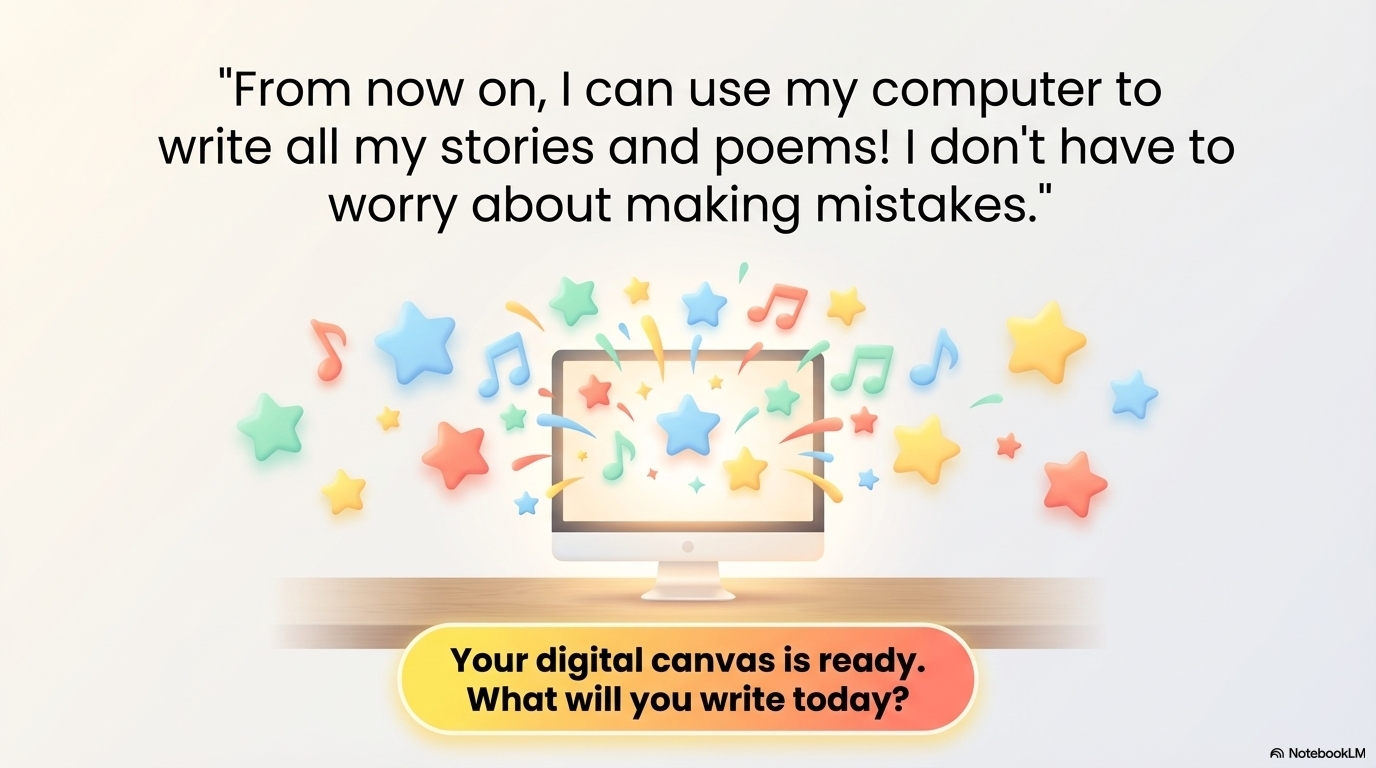 "From now on, I can use my computer to
write all my stories and poems! I don't have to
worry about making mistakes."
Your digital canvas is ready.
What will you write today?
NotebookLM